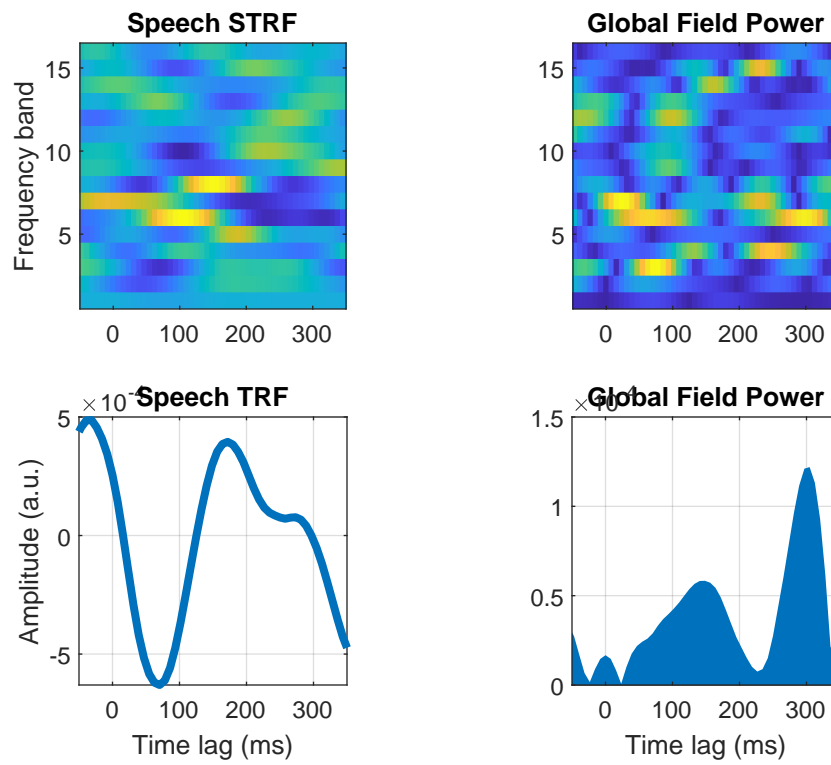 Speech STRF
Frequency band
15
10
5
0 100 200 300
Global Field Power
15
10
5
0 100 200 300
Speech TRF
× 10-4
Amplitude (a.u.)
5
0
-5
0 100 200 300
Time lag (ms)
Global Field Power
1.5
1
0.5
0
0 100 200 300
Time lag (ms)